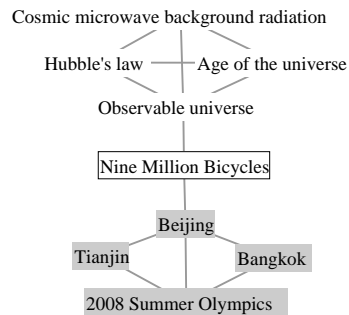 Cosmic microwave background radiation
Hubble's law
Age of the universe
Observable universe
Nine Million Bicycles
Beijing
Tianjin
Bangkok
2008 Summer Olympics